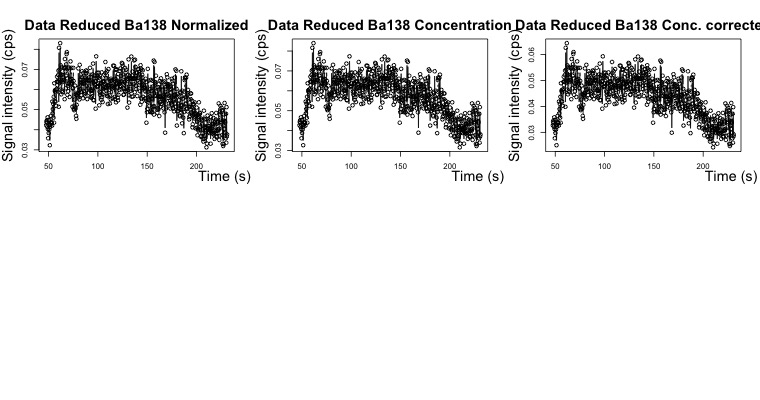 Data Reduced Ba138 Normalized
Signal intensity (cps)
0.07
0.05
0.03
50 100 150 200
Time (s)
Data Reduced Ba138 Concentration
Signal intensity (cps)
0.07
0.05
0.03
50 100 150 200
Time (s)
Data Reduced Ba138 Conc. correcte
Signal intensity (cps)
0.06
0.05
0.04
0.03
50 100 150 200
Time (s)